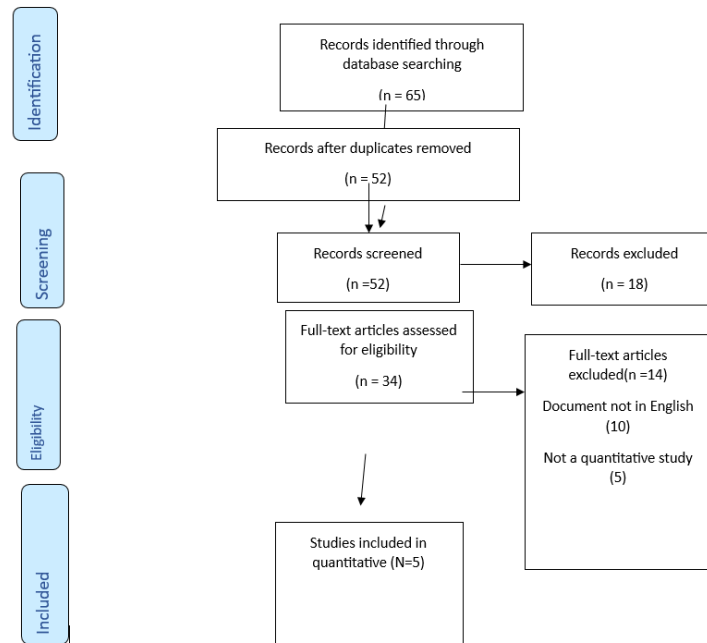 Identification
Records identified through
database searching
(n = 65)
Records after duplicates removed
(n = 52)
Screening
Records screened
(n =52)
Records excluded
(n = 18)
Eligibility
Full-text articles assessed
for eligibility
(n = 34)
Full-text articles
excluded(n =14)
Document not in English
(10)
Not a quantitative study
(5)
Included
Studies included in
quantitative (N=5)